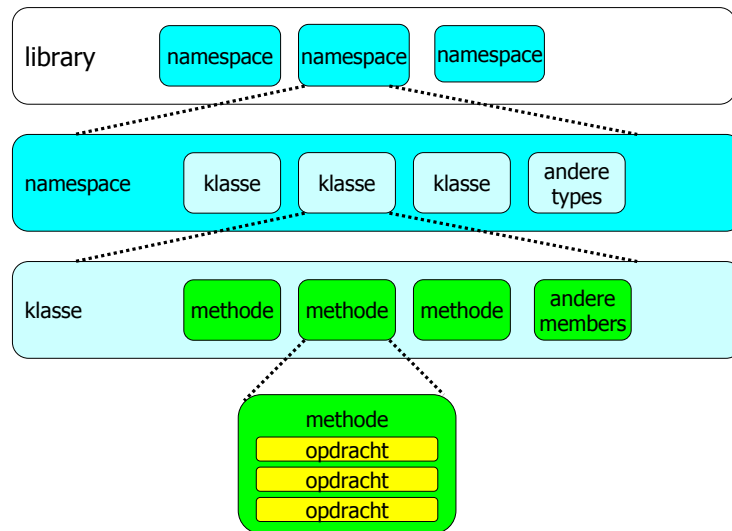 library
namespace
namespace
namespace
namespace
klasse
klasse
klasse
andere
types
klasse
methode
methode
methode
andere
members
methode
opdracht
opdracht
opdracht